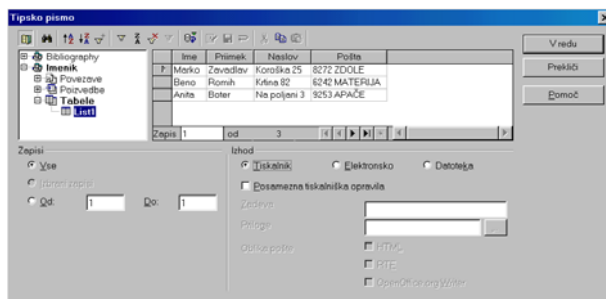 Tipsko pismo
Bibliography
Imenik
Povezave
Poizvedbe
Tabele
List1
Ime Priimek Naslov Pošta
Marko Zavadlav Koroška 25 8272 ZDOLE
Beno Romih Krtina 82 6242 MATERIJA
Anita Boter Na poljani 3 9253 APAČE
Zapis 1 od 3
V redu
Prekliči
Pomoč
Zapisi
Vse
Izbrani zapisi
Od: 1 Do: 1
Izhod
Tiskalnik Elektronsko Datoteka
Posamezna tiskalniška opravila
Zadeva
Priloge
...
Oblika pošte
HTML
RTF
OpenOffice.org Writer